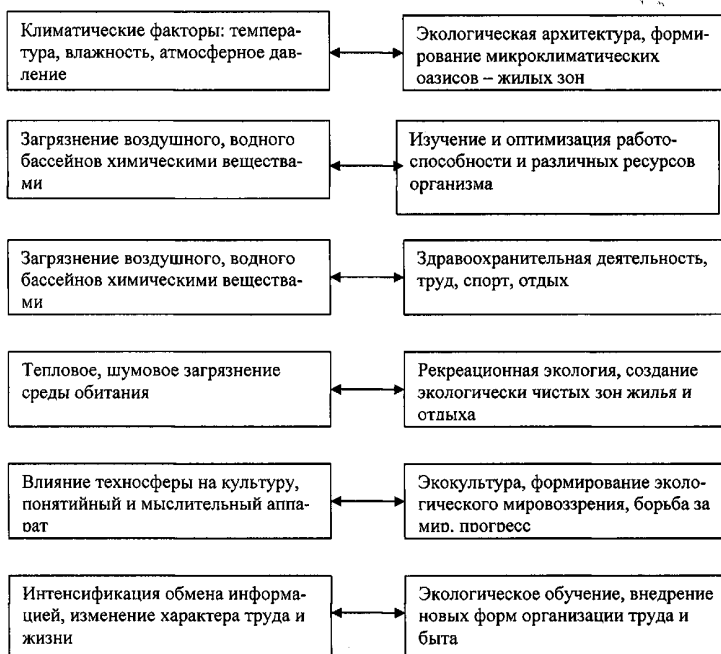 Климатические факторы: темпера-
тура, влажность, атмосферное дав-
ление
Экологическая архитектура, форми-
рование микроклиматических
оазисов – жилых зон
Загрязнение воздушного, водного
бассейнов химическими вещества-
ми
Изучение и оптимизация работо-
способности и различных ресурсов
организма
Загрязнение воздушного, водного
бассейнов химическими вещества-
ми
Здравоохранительная деятельность,
труд, спорт, отдых
Тепловое, шумовое загрязнение
среды обитания
Рекреационная экология, создание
экологически чистых зон жилья и
отдыха
Влияние техносферы на культуру,
понятийный и мыслительный аппа-
рат
Экокультура, формирование эколо-
гического мировоззрения, борьба за
мир, прогресс
Интенсификация обмена информа-
цией, изменение характера труда и
жизни
Экологическое обучение, внедрение
новых форм организации труда и
быта